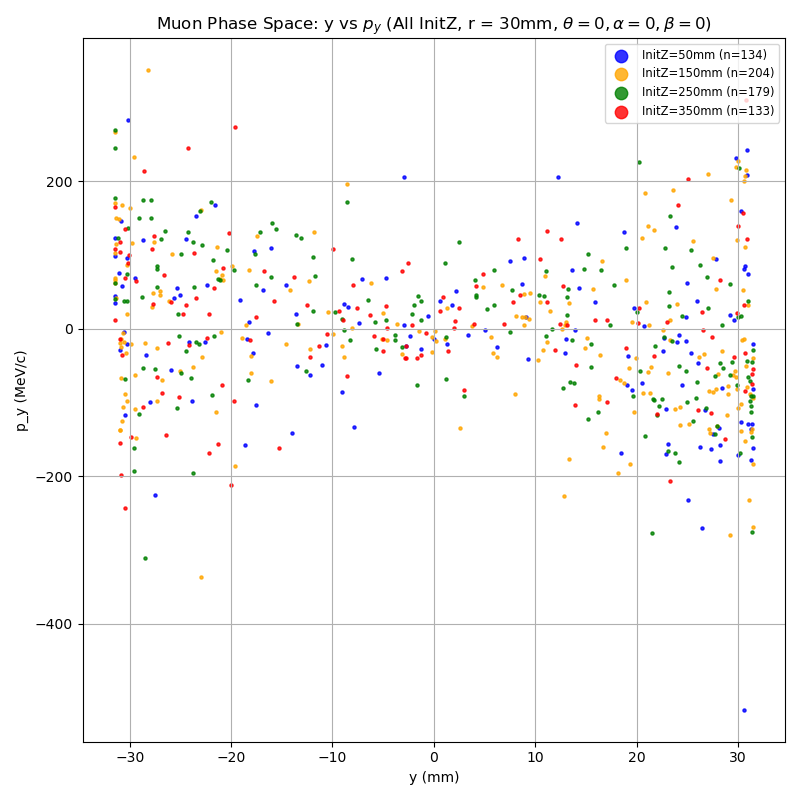 Muon Phase Space: y vs $p_y$ (All InitZ, r = 30mm, θ = 0, α = 0, β = 0)
InitZ=50mm (n=134)
InitZ=150mm (n=204)
InitZ=250mm (n=179)
InitZ=350mm (n=133)
200
0
−200
−400
p_y (MeV/c)
−30 −20 −10 0 10 20 30
y (mm)